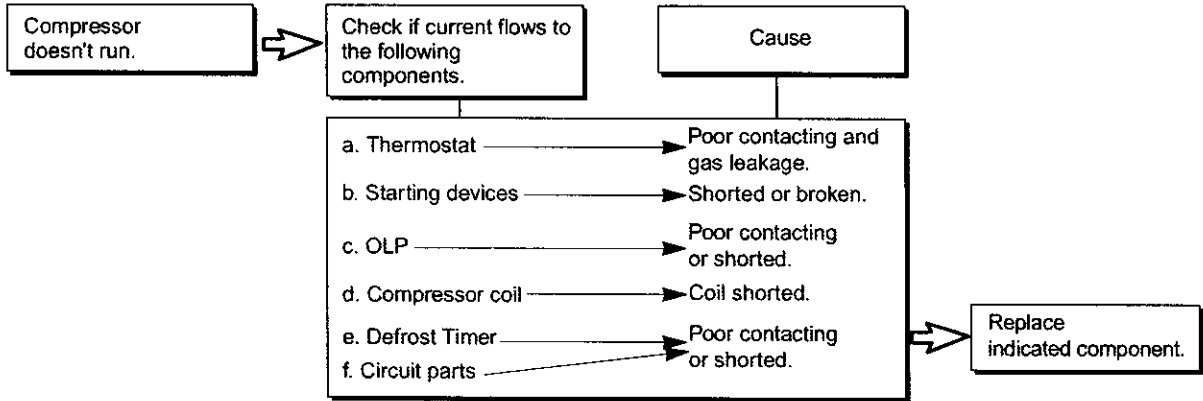 Compressor
doesn't run.
Check if current flows to
the following
components.
Cause
a. Thermostat
Poor contacting and
gas leakage.
b. Starting devices
Shorted or broken.
c. OLP
Poor contacting
or shorted.
d. Compressor coil
Coil shorted.
e. Defrost Timer
f. Circuit parts
Poor contacting
or shorted.
Replace
indicated component.